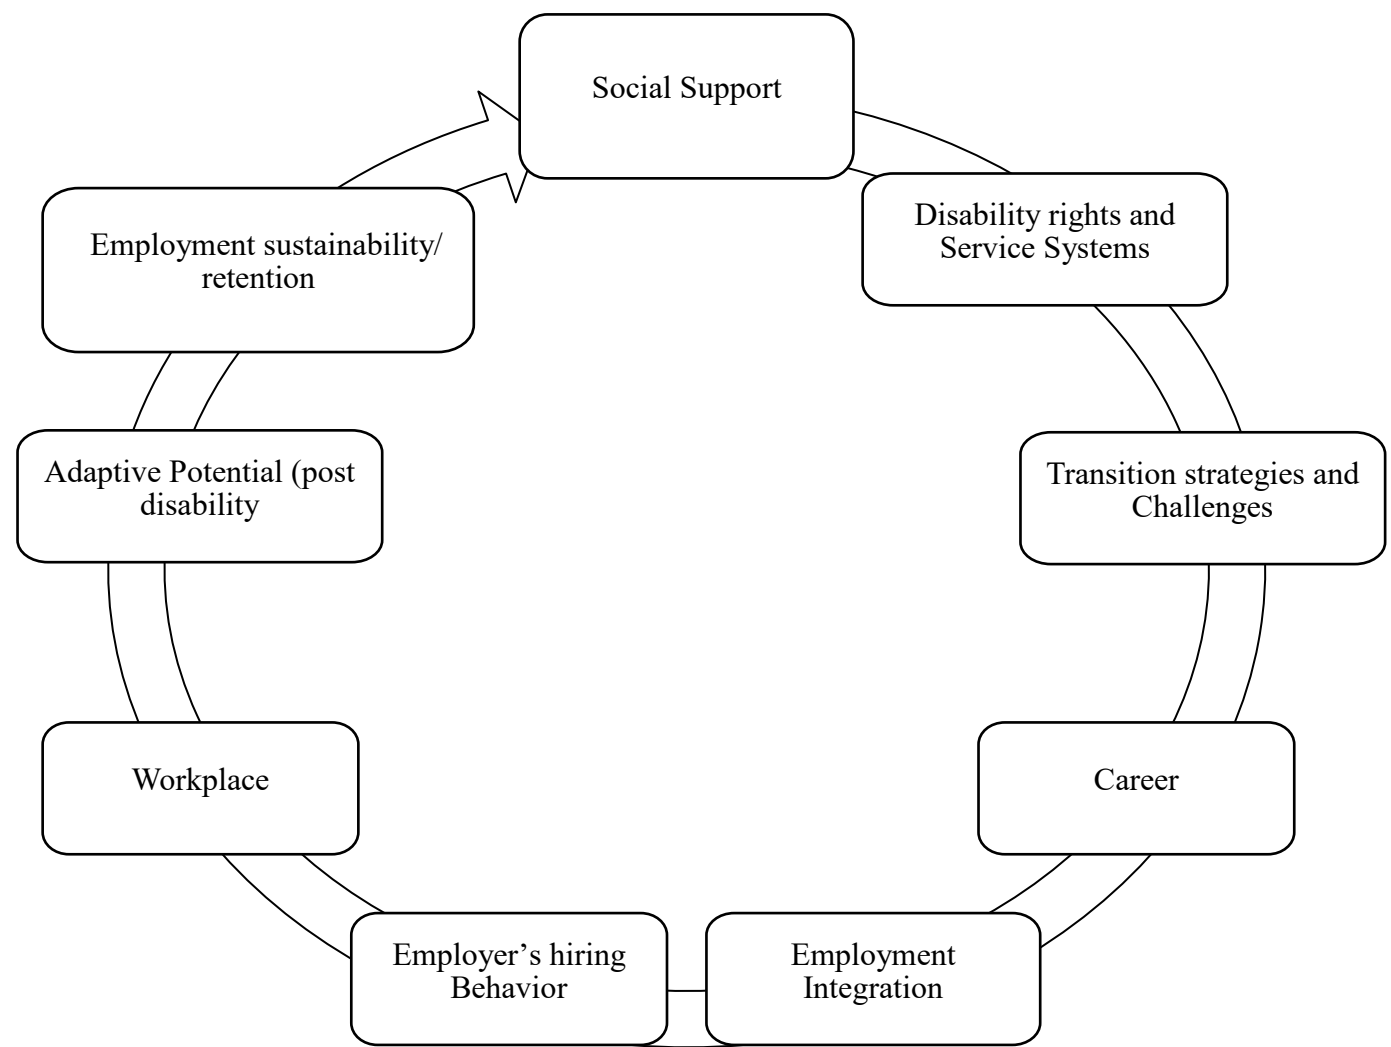 Social Support
Disability rights and
Service Systems
Employment sustainability/
retention
Adaptive Potential (post
disability
Transition strategies and
Challenges
Workplace
Career
Employer’s hiring
Behavior
Employment
Integration